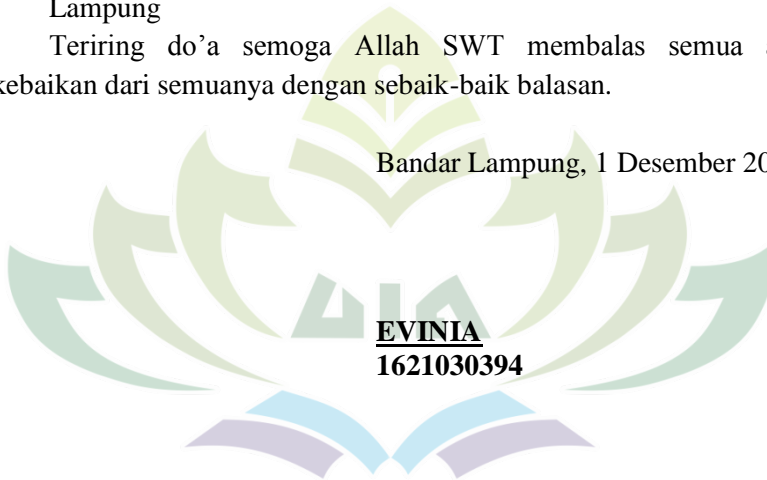 Lampung
Teriring do’a semoga Allah SWT membalas semua
kebaikan dari semuanya dengan sebaik-baik balasan.
Bandar Lampung, 1 Desember 20
EVINIA
1621030394